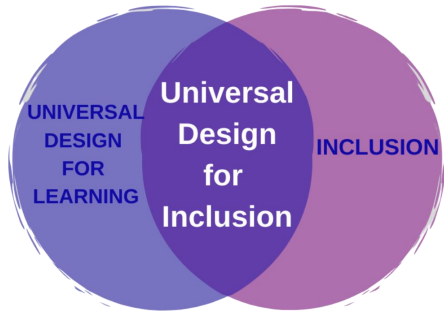 UNIVERSAL
DESIGN
FOR
LEARNING
Universal
Design
for
Inclusion
INCLUSION